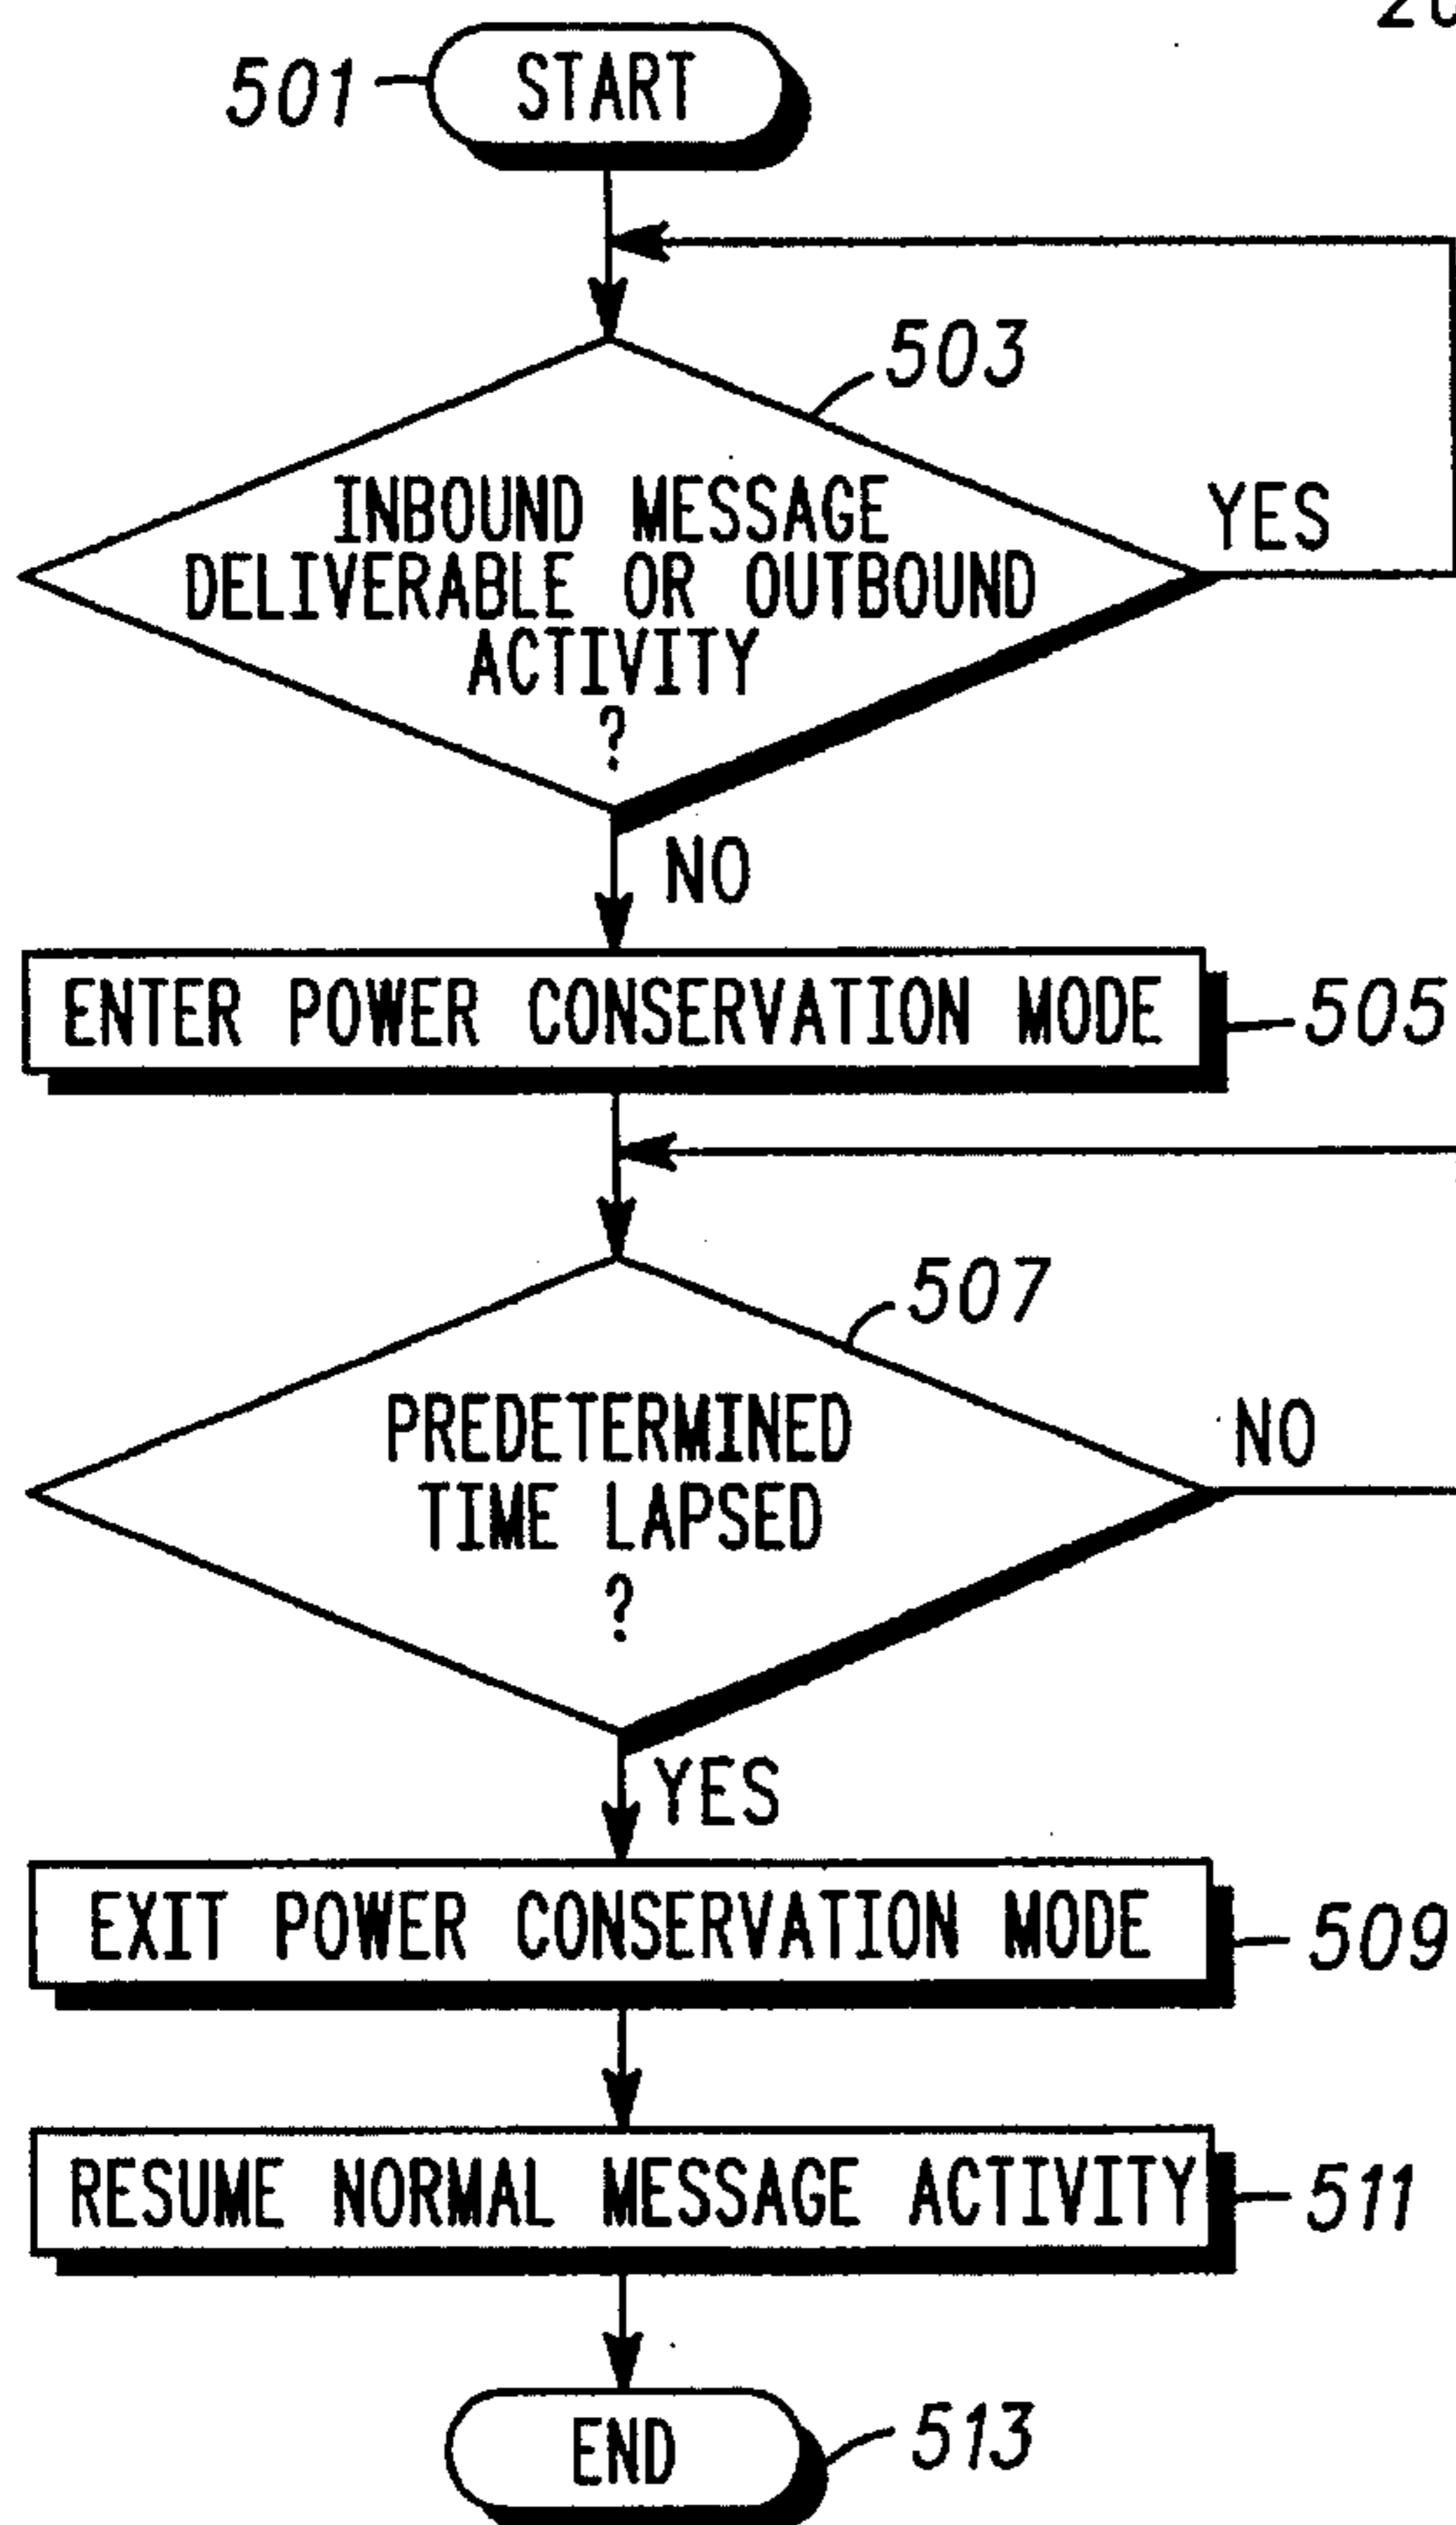 501
START
503
INBOUND MESSAGE
DELIVERABLE OR OUTBOUND
ACTIVITY
?
YES
NO
ENTER POWER CONSERVATION MODE
505
507
PREDETERMINED
TIME LAPSED
?
NO
YES
EXIT POWER CONSERVATION MODE
509
RESUME NORMAL MESSAGE ACTIVITY
511
END
513